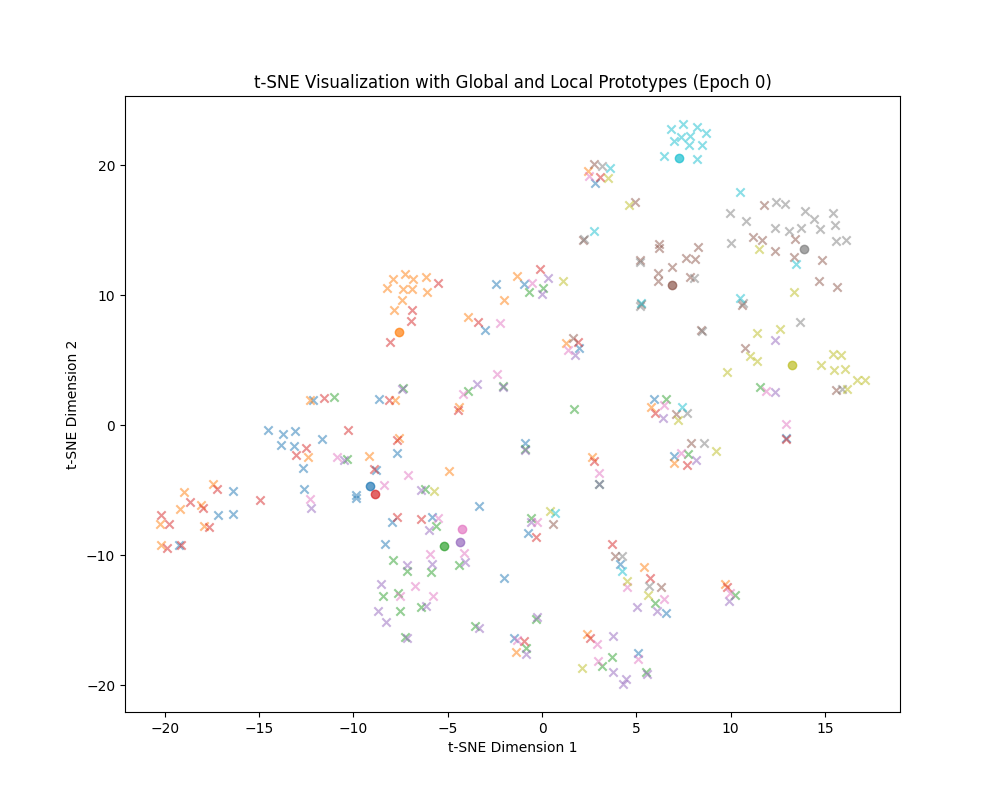 t-SNE Visualization with Global and Local Prototypes (Epoch 0)
20
10
0
−10
−20
t-SNE Dimension 2
−20 −15 −10 −5 0 5 10 15
t-SNE Dimension 1